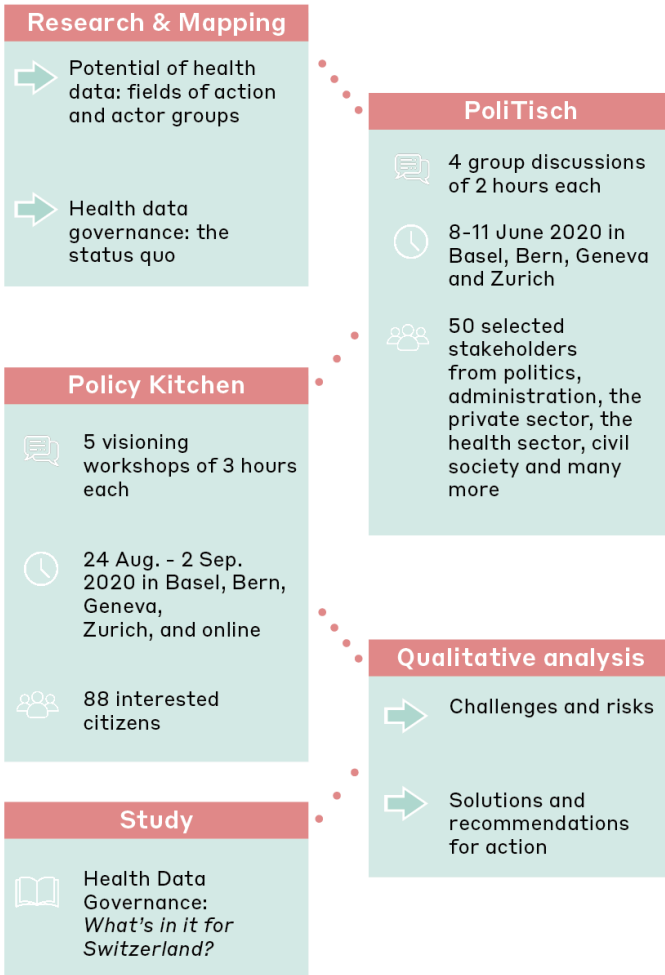 Research & Mapping
Potential of health
data: fields of action
and actor groups
Health data
governance: the
status quo
PoliTisch
4 group discussions
of 2 hours each
8-11 June 2020 in
Basel, Bern, Geneva
and Zurich
50 selected
stakeholders
from politics,
administration, the
private sector, the
health sector, civil
society and many
more
Policy Kitchen
5 visioning
workshops of 3 hours
each
24 Aug. - 2 Sep.
2020 in Basel, Bern,
Geneva,
Zurich, and online
88 interested
citizens
Qualitative analysis
Challenges and risks
Solutions and
recommendations
for action
Study
Health Data
Governance:
What's in it for
Switzerland?